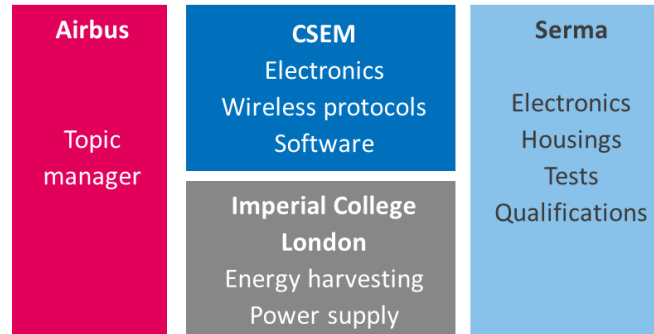 Airbus
Topic
manager
CSEM
Electronics
Wireless protocols
Software
Imperial College
London
Energy harvesting
Power supply
Serma
Electronics
Housings
Tests
Qualifications